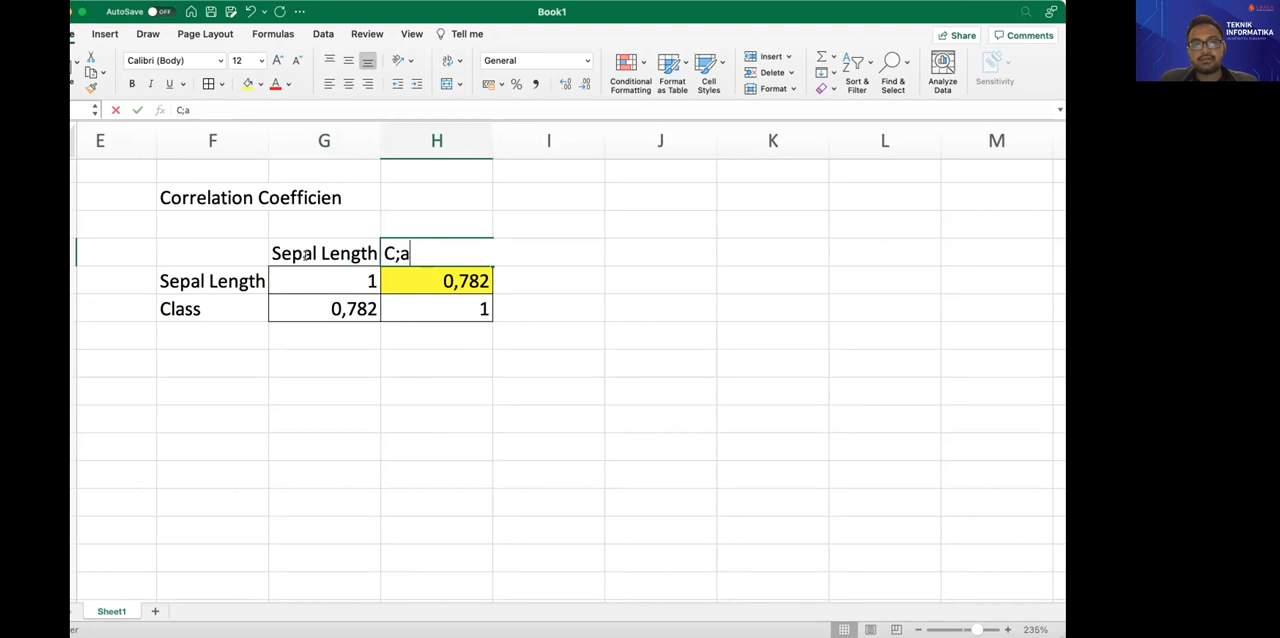 AutoSave OFF
Book1
Insert Draw Page Layout Formulas Data Review View Tell me
Share Comments
Calibri (Body) 12
General
Conditional Formatting
Format as Table
Cell Styles
Insert
Delete
Format
Sort & Filter
Find & Select
Analyze Data
Sensitivity
B I U A % 
fx C;a
E F G H I J K L M
Correlation Coefficien
Sepal Length C;a
Sepal Length 1 0,782
Class 0,782 1
Sheet1
235%
TEKNIK
INFORMATIKA